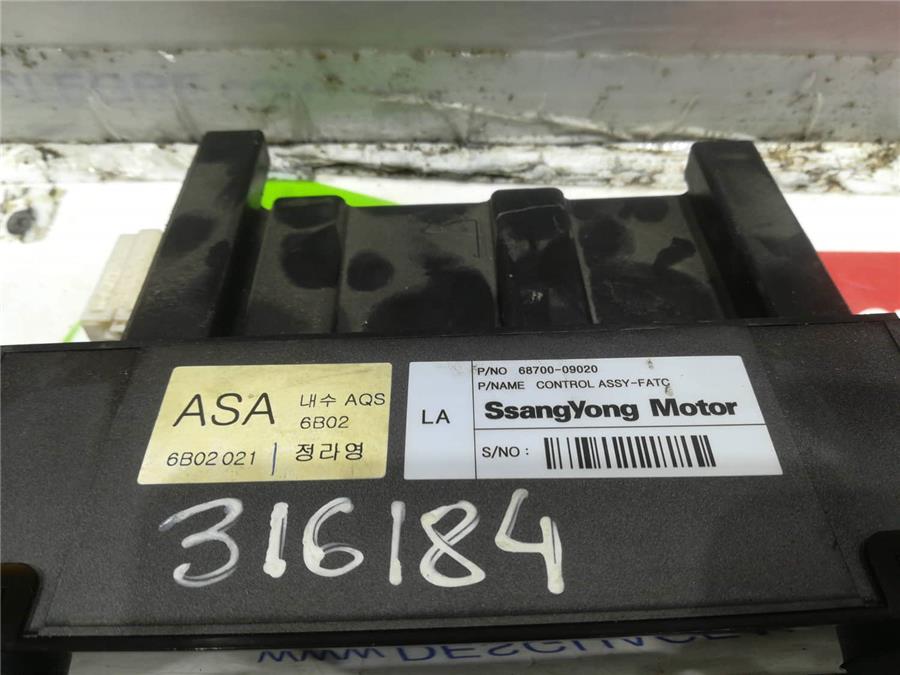 ASA
내수 AQS
6B02
6B02 021
정라영
LA
P/NO 68700-09020
P/NAME CONTROL ASSY-FATC
SsangYong Motor
S/NO :
316184
www